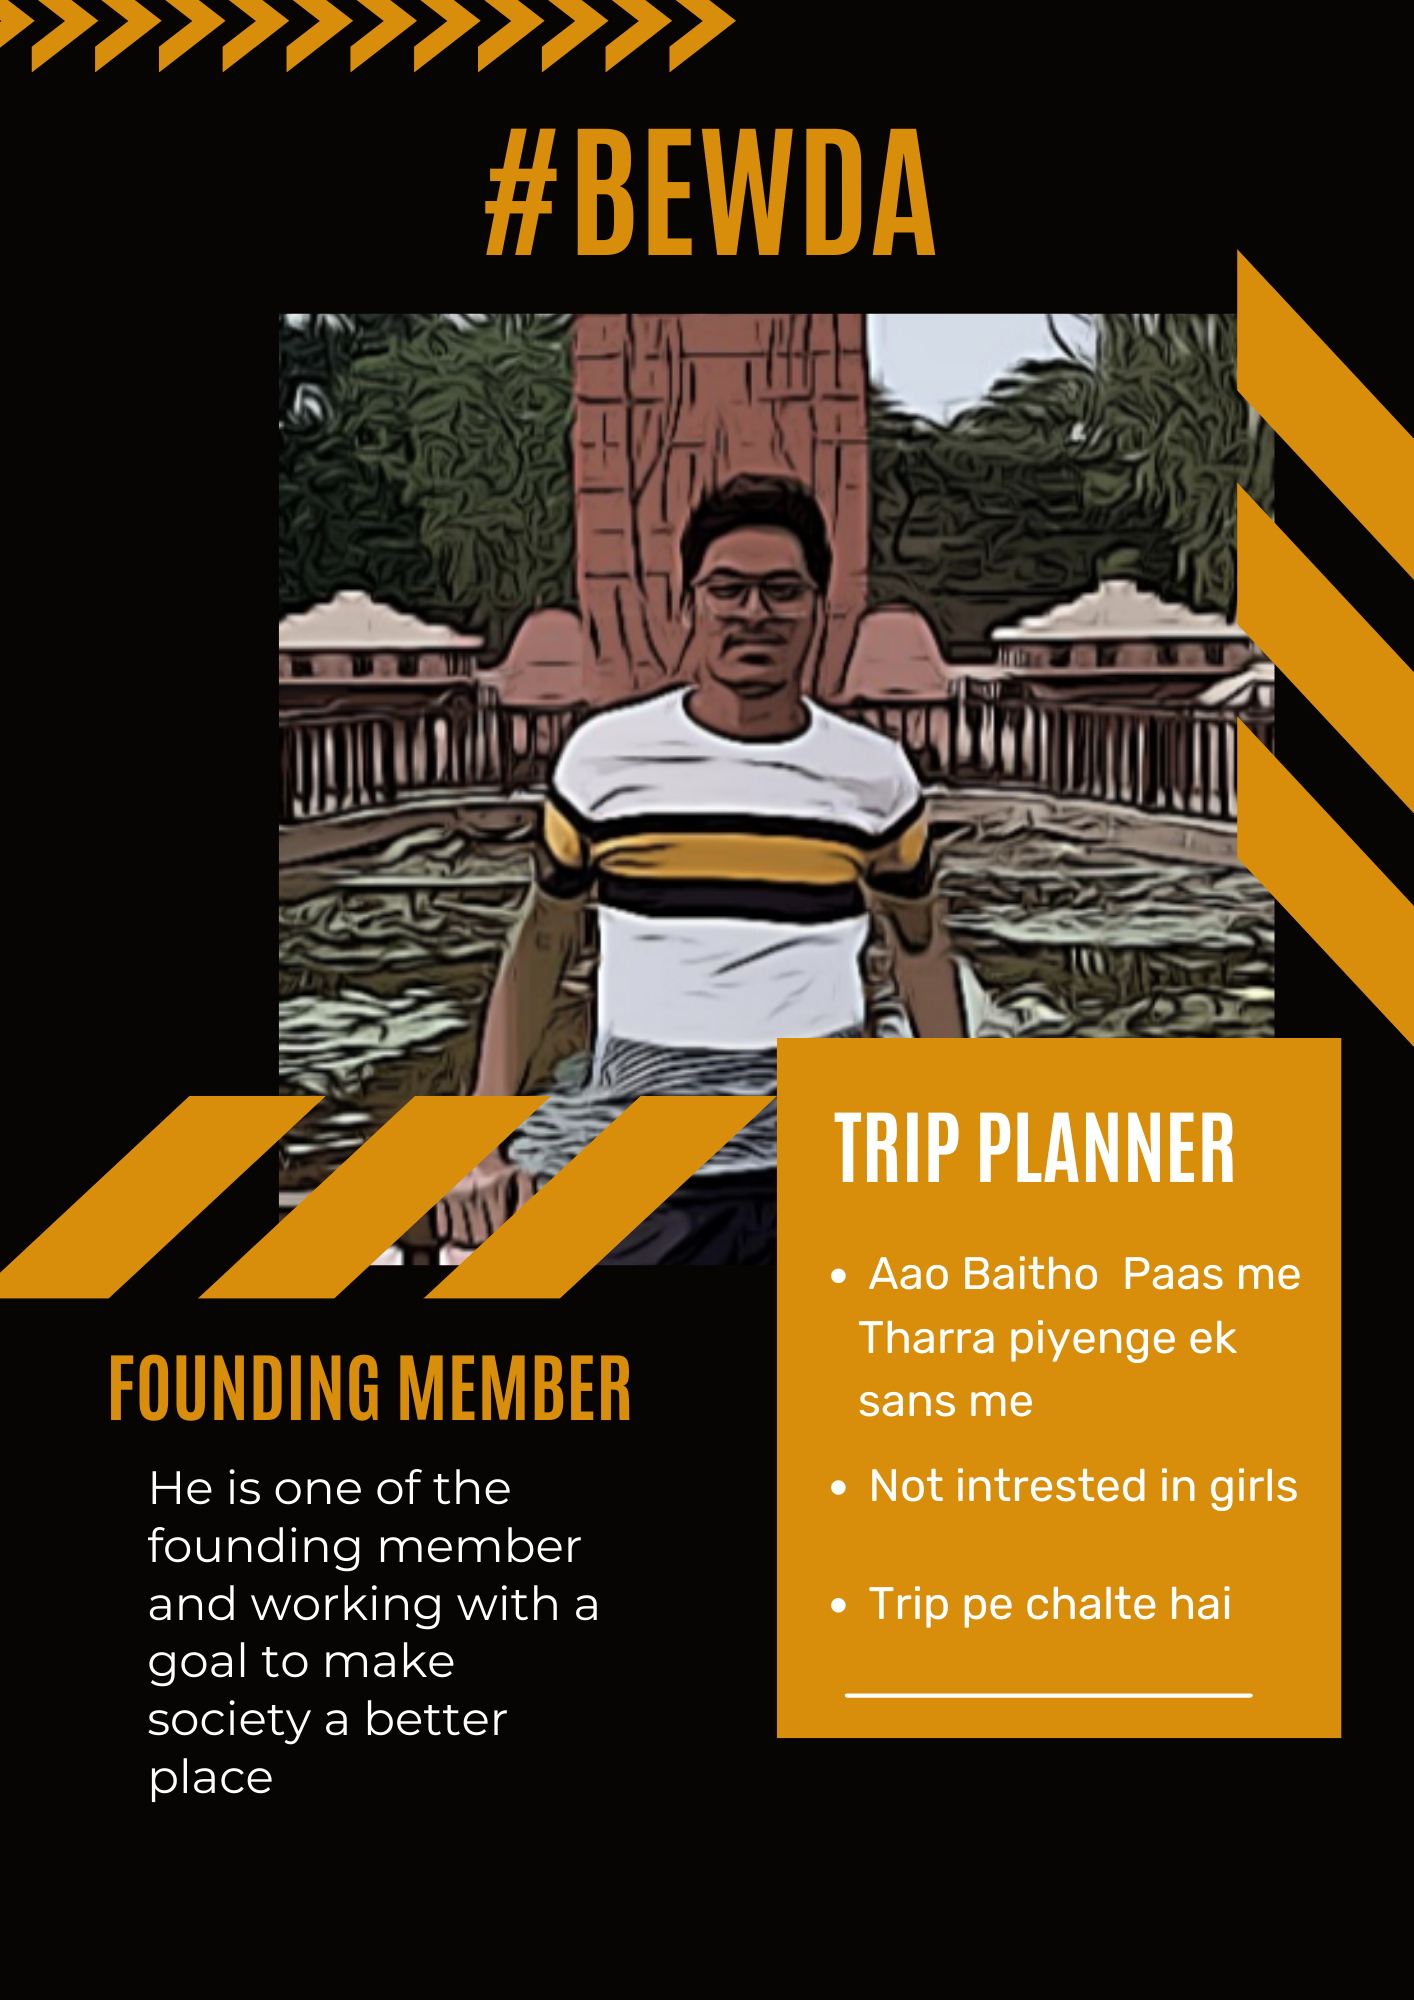 #BEWDA
TRIP PLANNER
• Aao Baitho Paas me
Tharra piyenge ek
sans me
• Not intrested in girls
• Trip pe chalte hai
FOUNDING MEMBER
He is one of the
founding member
and working with a
goal to make
society a better
place